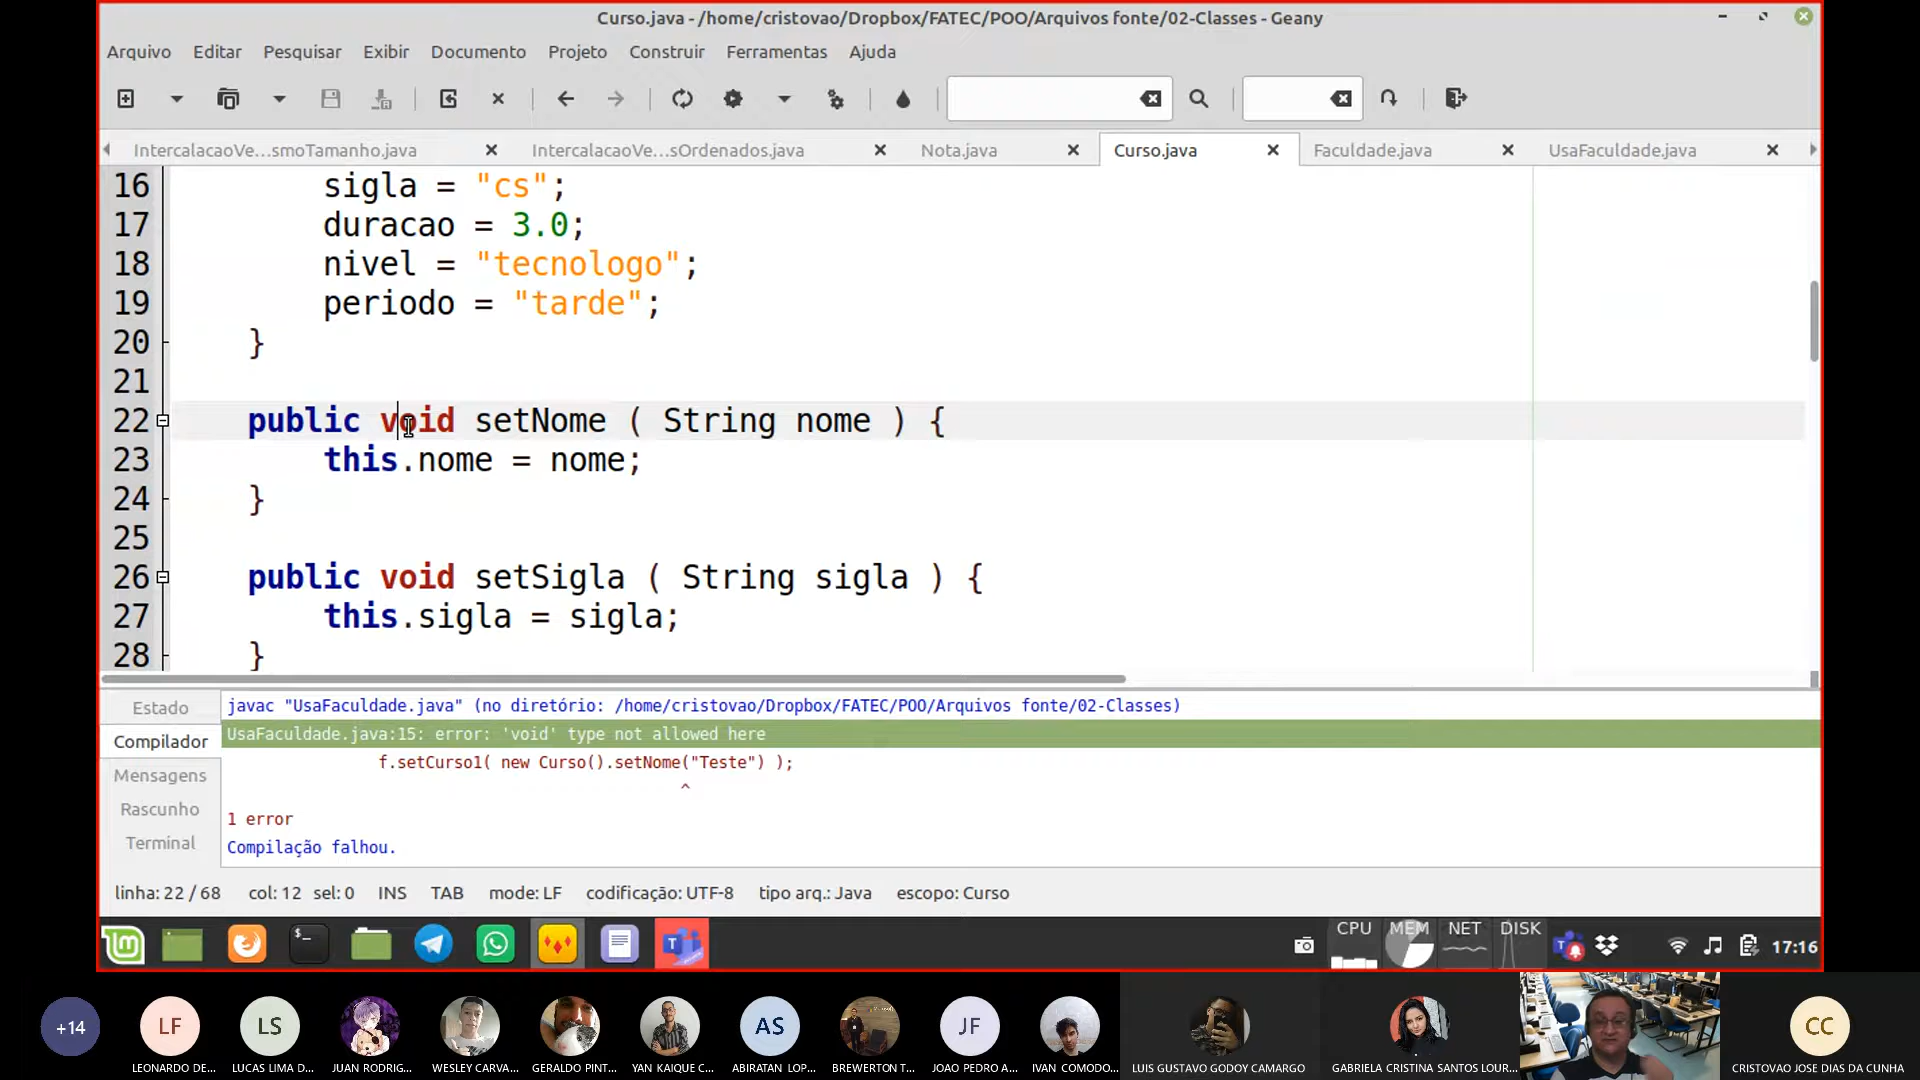 Curso.java - /home/cristovao/Dropbox/FATEC/POO/Arquivos fonte/02-Classes - Geany
Arquivo Editar Pesquisar Exibir Documento Projeto Construir Ferramentas Ajuda
IntercalacaoVe...smoTamanho.java IntercalacaoVe...sOrdenados.java Nota.java Curso.java Faculdade.java UsaFaculdade.java
16 sigla = "cs";
17 duracao = 3.0;
18 nivel = "tecnologo";
19 periodo = "tarde";
20 }
21
22 public void setNome ( String nome ) {
23 this.nome = nome;
24 }
25
26 public void setSigla ( String sigla ) {
27 this.sigla = sigla;
28 }
Estado
Compilador
Mensagens
Rascunho
Terminal
javac "UsaFaculdade.java" (no diretório: /home/cristovao/Dropbox/FATEC/POO/Arquivos fonte/02-Classes)
UsaFaculdade.java:15: error: 'void' type not allowed here
f.setCurso1( new Curso().setNome("Teste") );
^
1 error
Compilação falhou.
linha: 22 / 68 col: 12 sel: 0 INS TAB mode: LF codificação: UTF-8 tipo arq.: Java escopo: Curso
CPU MEM NET DISK 17:16
+14 LF LS AS JF CC
LEONARDO DE... LUCAS LIMA D... JUAN RODRIG... WESLEY CARVA... GERALDO PINT... YAN KAIQUE C... ABIRATAN LOP... BREWERTON T... JOAO PEDRO A... IVAN COMODO... LUIS GUSTAVO GODOY CAMARGO GABRIELA CRISTINA SANTOS LOUR... CRISTOVAO JOSE DIAS DA CUNHA